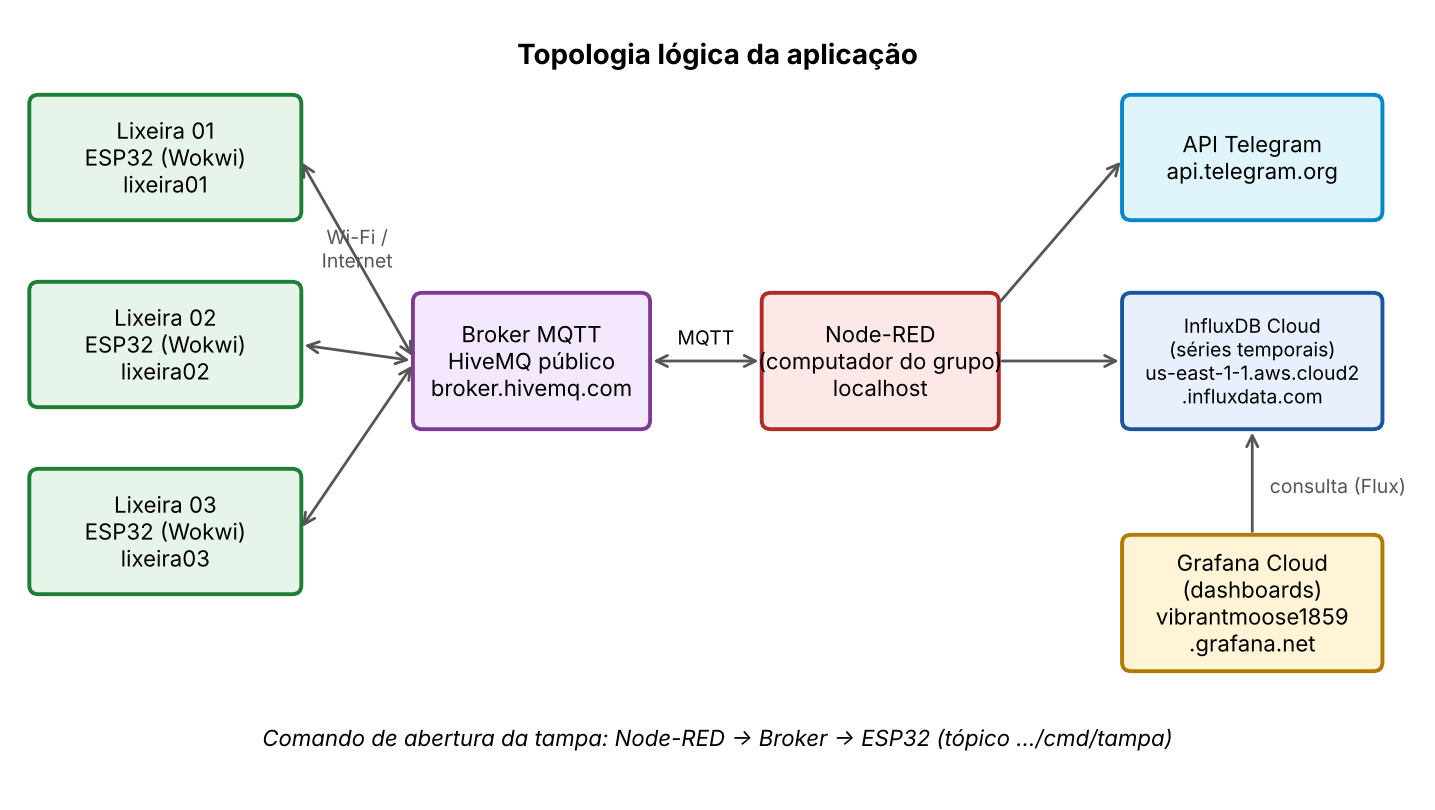 Topologia lógica da aplicação
Lixeira 01
ESP32 (Wokwi)
lixeira01
Wi-Fi /
Internet
Lixeira 02
ESP32 (Wokwi)
lixeira02
Lixeira 03
ESP32 (Wokwi)
lixeira03
Broker MQTT
HiveMQ público
broker.hivemq.com
MQTT
Node-RED
(computador do grupo)
localhost
API Telegram
api.telegram.org
InfluxDB Cloud
(séries temporais)
us-east-1-1.aws.cloud2
.influxdata.com
consulta (Flux)
Grafana Cloud
(dashboards)
vibrantmoose1859
.grafana.net
Comando de abertura da tampa: Node-RED → Broker → ESP32 (tópico .../cmd/tampa)